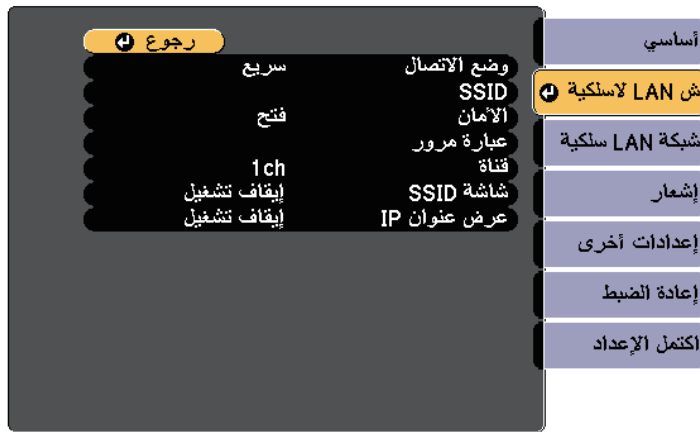 رجوع
وضع الاتصال سريع
SSID
الأمان فتح
عبارة مرور
قناة 1ch
شاشة SSID إيقاف تشغيل
عرض عنوان IP إيقاف تشغيل
أساسي
ش LAN لاسلكية
شبكة LAN سلكية
إشعار
إعدادات أخرى
إعادة الضبط
اكتمل الإعداد